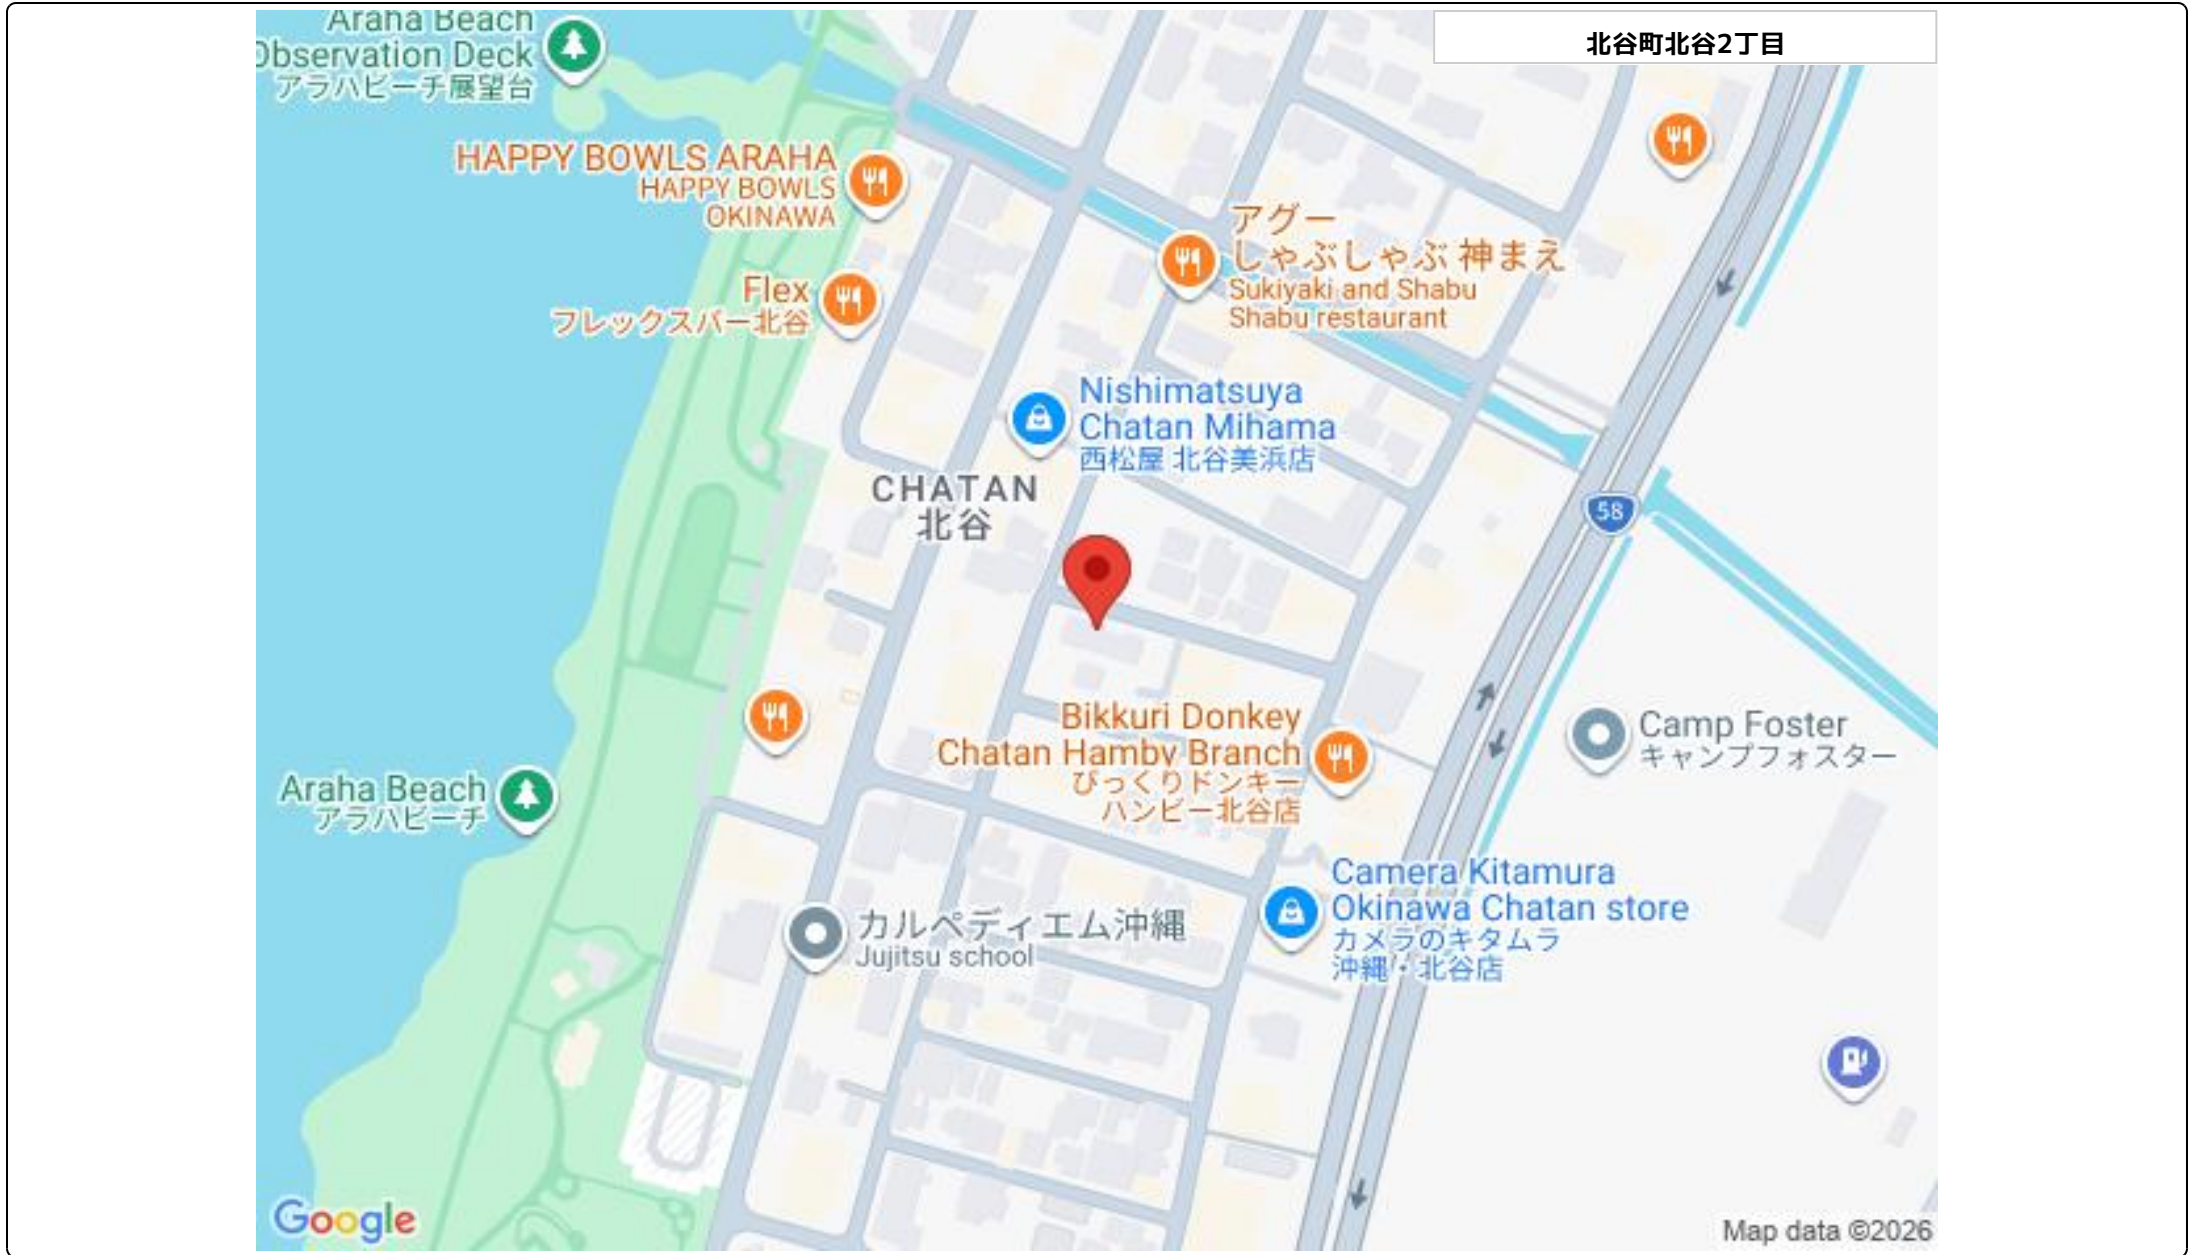 Araha Beach
Observation Deck
アラハビーチ展望台
北谷町北谷2丁目
HAPPY BOWLS ARAHA
HAPPY BOWLS
OKINAWA
アグー
しゃぶしゃぶ 神まえ
Sukiyaki and Shabu
Shabu restaurant
Flex
フレックスバー北谷
Nishimatsuya
Chatan Mihama
西松屋 北谷美浜店
CHATAN
北谷
58
Bikkuri Donkey
Chatan Hamby Branch
びっくりドンキー
ハンビー北谷店
Camp Foster
キャンプフォスター
Araha Beach
アラハビーチ
Camera Kitamura
Okinawa Chatan store
カメラのキタムラ
沖縄・北谷店
カルペディエム沖縄
Jujitsu school
Google
Map data ©2026